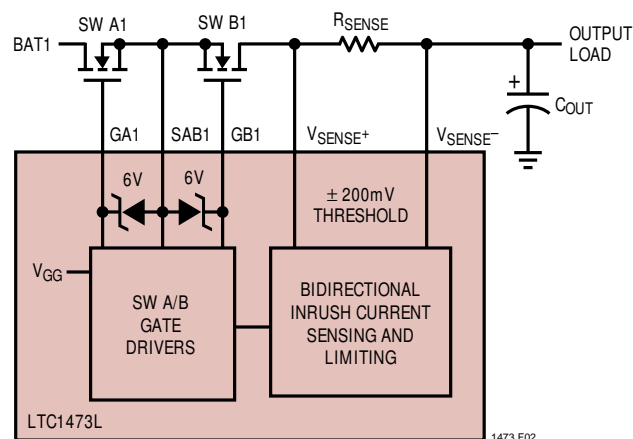 SW A1
SW B1
RSENSE
BAT1
OUTPUT
LOAD
+
COUT
GA1
SAB1
GB1
VSENSE+
VSENSE–
6V
6V
± 200mV
THRESHOLD
VGG
SW A/B
GATE
DRIVERS
BIDIRECTIONAL
INRUSH CURRENT
SENSING AND
LIMITING
LTC1473L
1473 F02